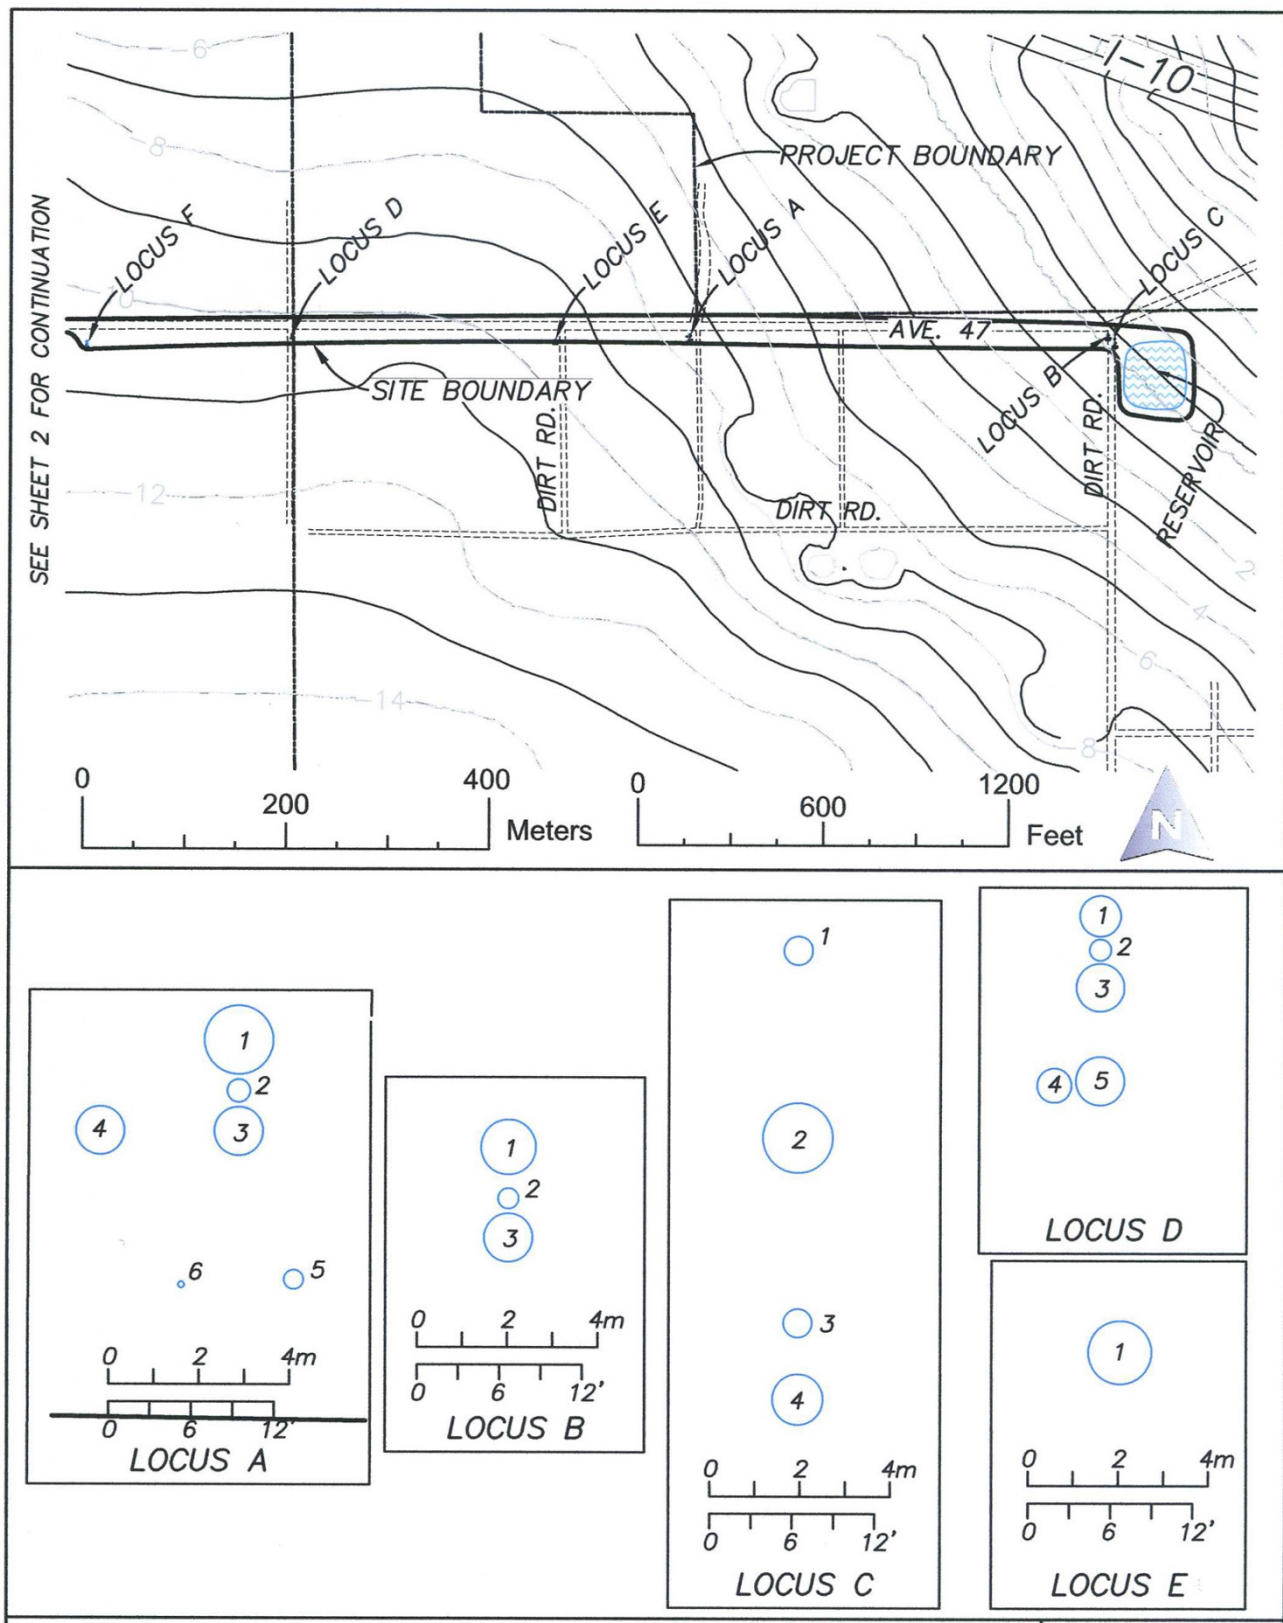 6
I-10
8
PROJECT BOUNDARY
SEE SHEET 2 FOR CONTINUATION
LOCUS F
LOCUS D
LOCUS E
LOCUS A
LOCUS C
10
AVE. 47
SITE BOUNDARY
LOCUS B
DIRT RD.
DIRT RD.
RESERVOIR
12
DIRT RD.
2
4
6
14
8
0 200 400 Meters
0 600 1200 Feet
N
1
2
3
4
5
6
0 2 4m
0 6 12'
LOCUS A
1
2
3
0 2 4m
0 6 12'
LOCUS B
1
2
3
4
0 2 4m
0 6 12'
LOCUS C
1
2
3
4
5
LOCUS D
1
0 2 4m
0 6 12'
LOCUS E